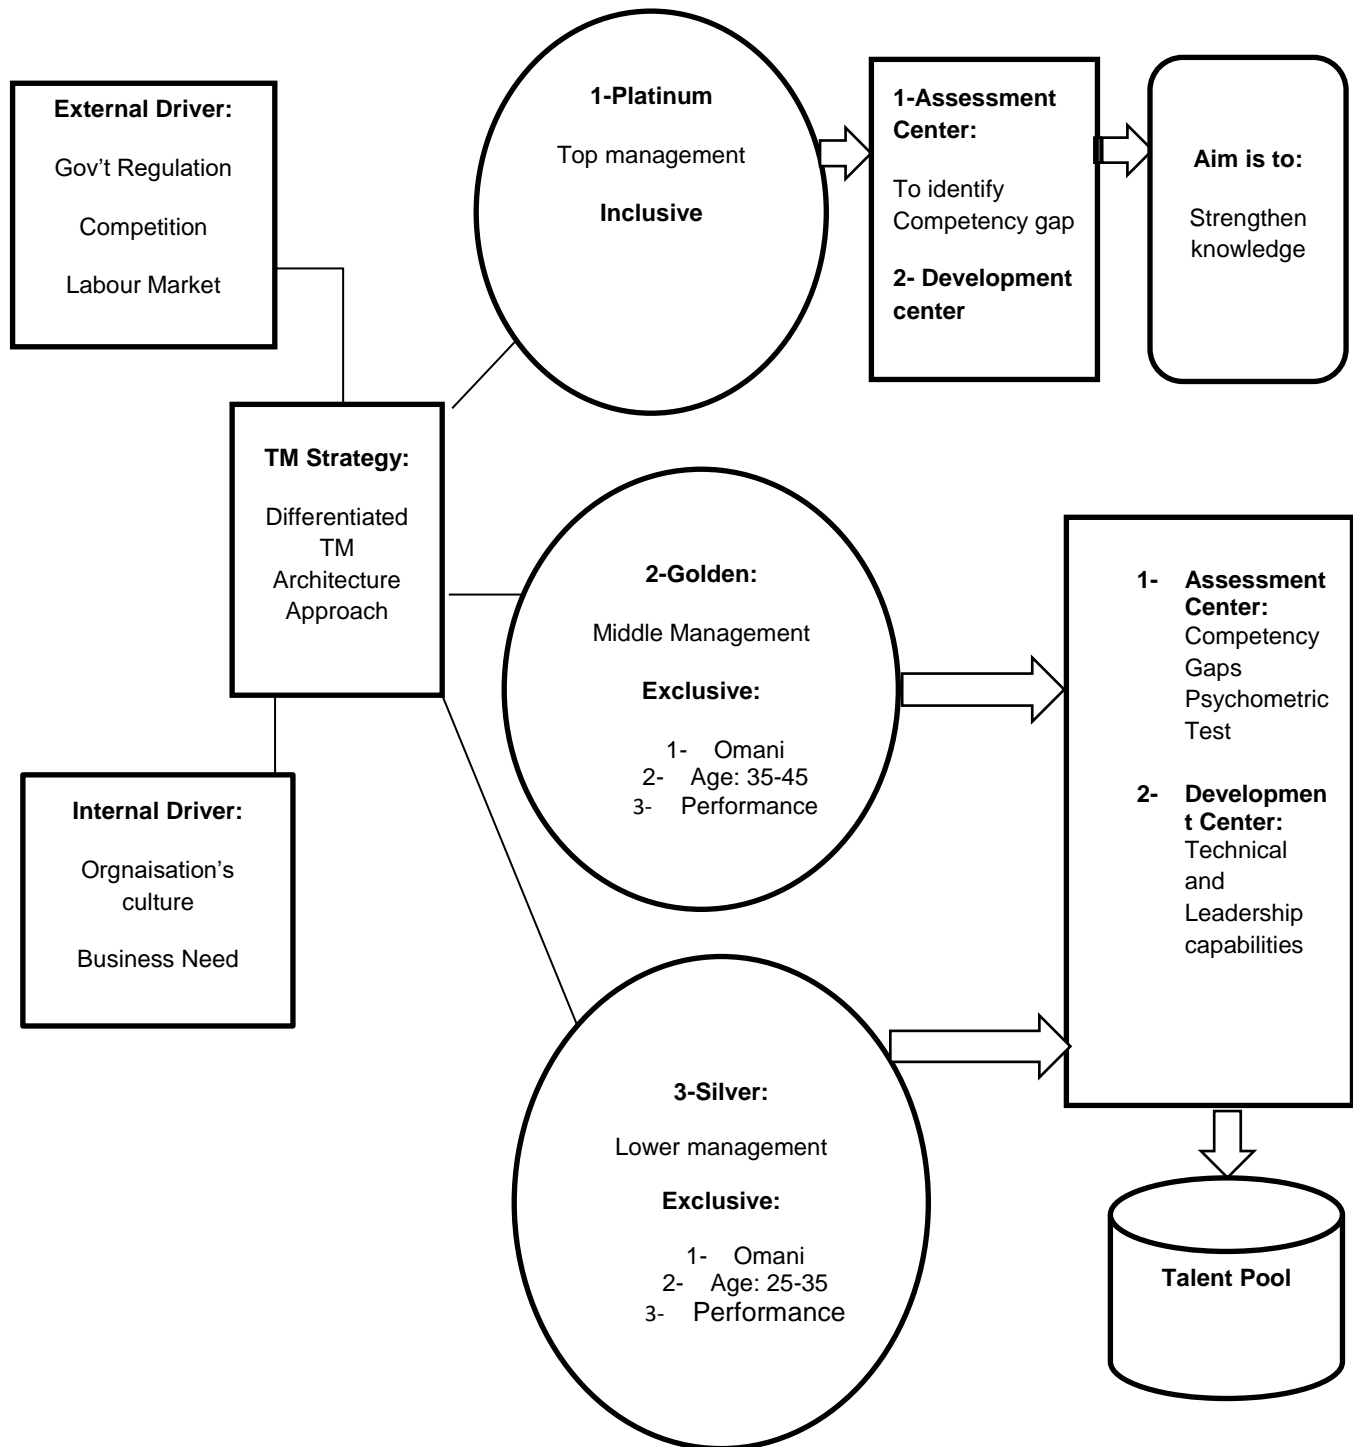 External Driver:
Gov’t Regulation
Competition
Labour Market
TM Strategy:
Differentiated
TM
Architecture
Approach
Internal Driver:
Orgnaisation’s
culture
Business Need
1-Platinum
Top management
Inclusive
1-Assessment
Center:
To identify
Competency gap
2- Development
center
Aim is to:
Strengthen
knowledge
2-Golden:
Middle Management
Exclusive:
1- Omani
2- Age: 35-45
3- Performance
3-Silver:
Lower management
Exclusive:
1- Omani
2- Age: 25-35
3- Performance
1- Assessment
Center:
Competency
Gaps
Psychometric
Test
2- Developmen
t Center:
Technical
and
Leadership
capabilities
Talent Pool